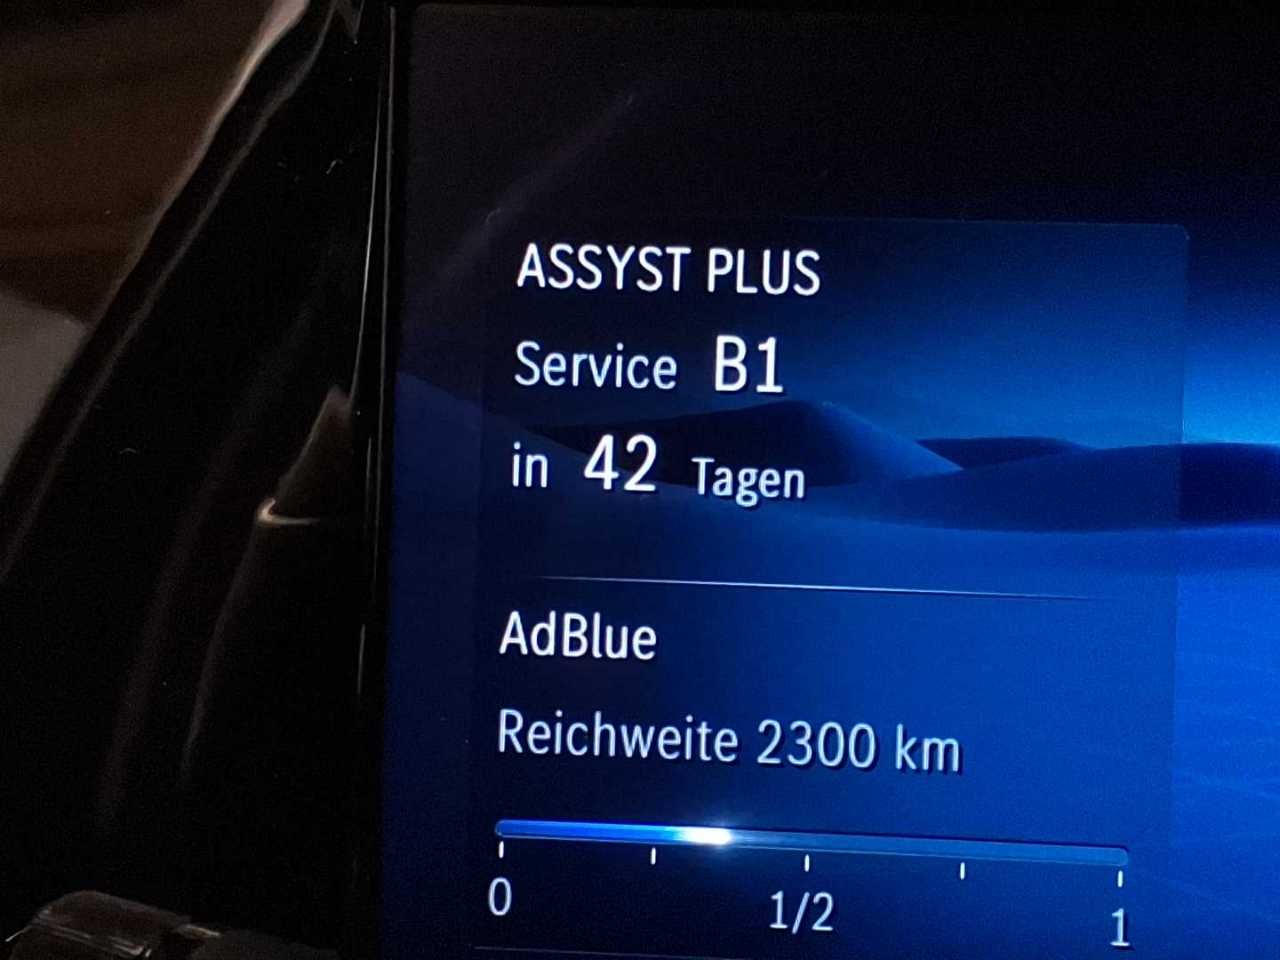 ASSYST PLUS
Service B1
in 42 Tagen
AdBlue
Reichweite 2300 km
0 1/2 1